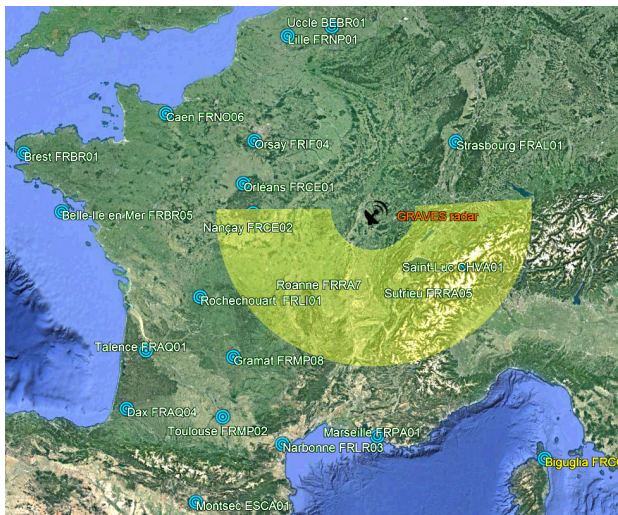 Uccle BEBR01
Lille FRNP01
Caen FRNO06
Orsay FRIF04
Strasbourg FRAL01
Brest FRBR01
Orléans FRCE01
Belle-Ile en Mer FRBR05
GRAVES radar
Nançay FRCE02
Saint-Luc CHVA01
Roanne FRRA7
Sutrieu FRRA05
Rochechouart FRLI01
Talence FRAQ01
Gramat FRMP08
Dax FRAQ04
Toulouse FRMP02
Marseille FRPA01
Narbonne FRLR03
Biguglia FRC
Montsec ESCA01